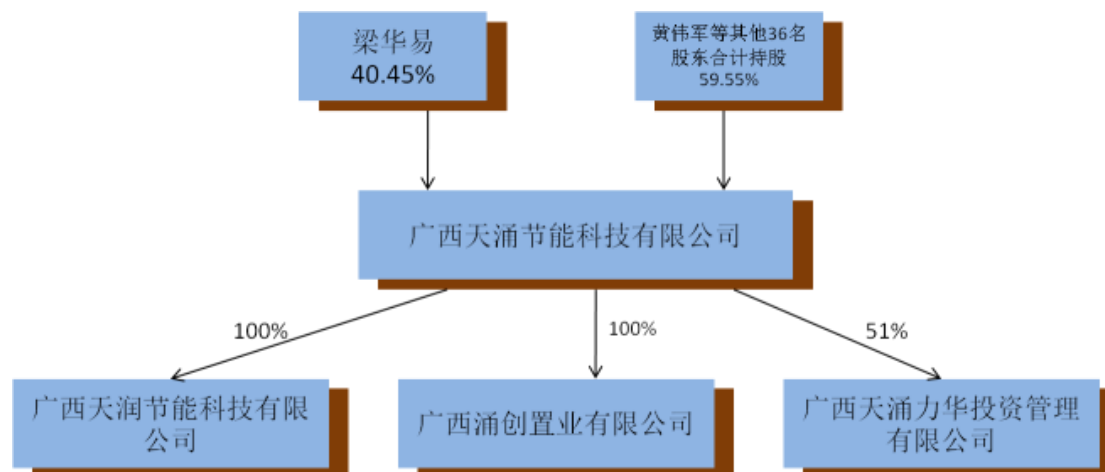 梁华易
40.45%
黄伟军等其他36名
股东合计持股
59.55%
广西天涌节能科技有限公司
100%
100%
51%
广西天润节能科技有限
公司
广西涌创置业有限公司
广西天涌力华投资管理
有限公司